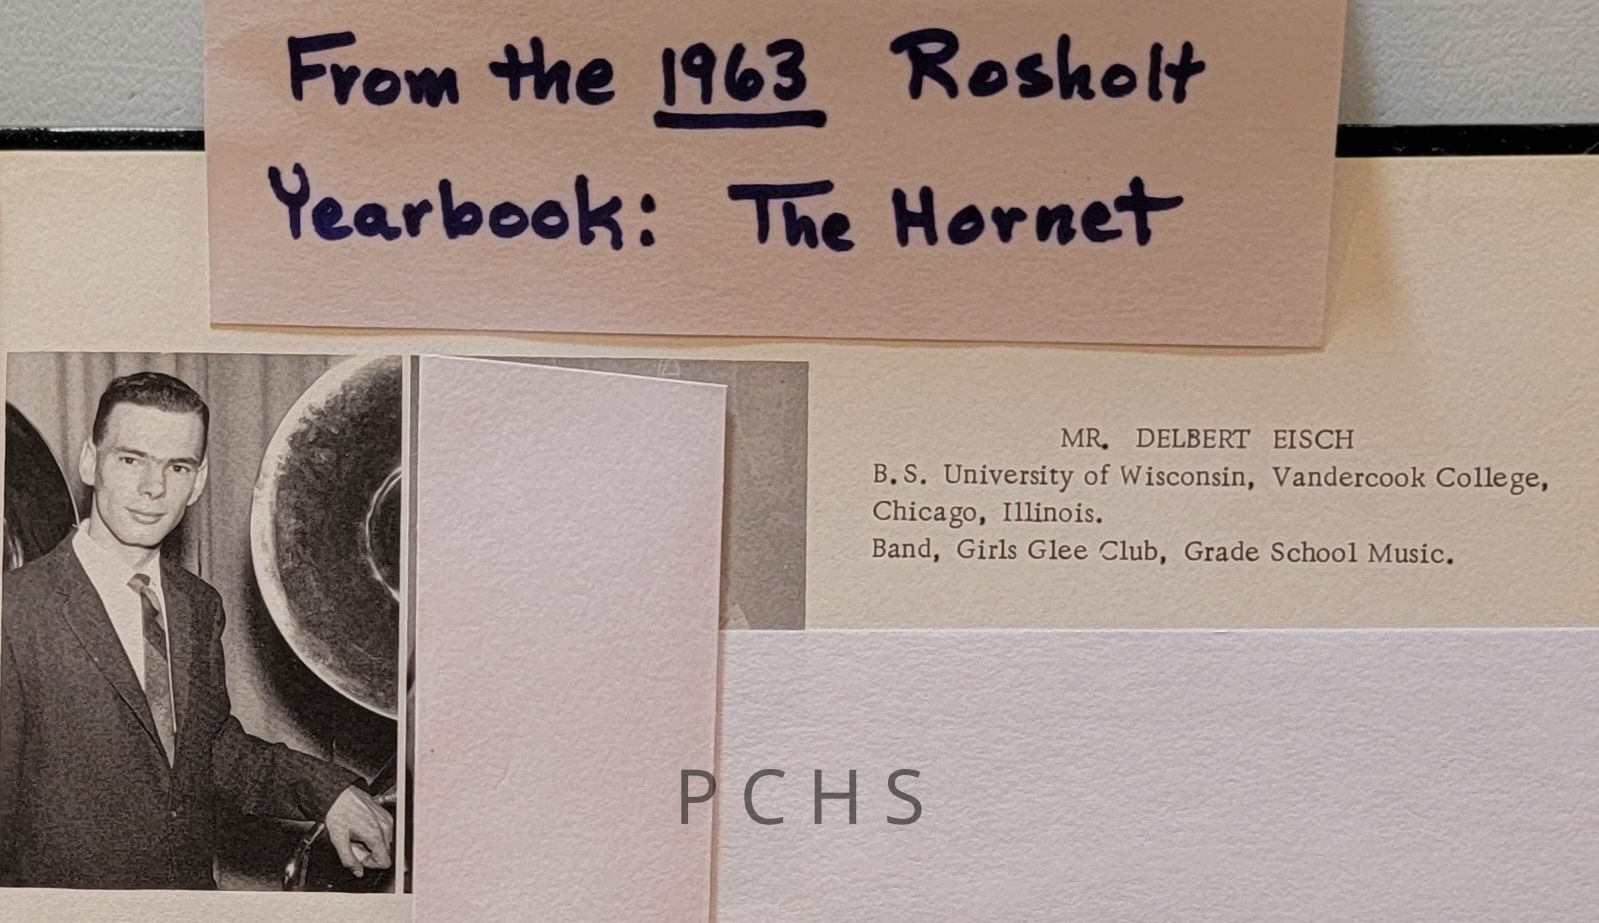 From the 1963 Rosholt
Yearbook: The Hornet
MR. DELBERT EISCH
B.S. University of Wisconsin, Vandercook College,
Chicago, Illinois.
Band, Girls Glee Club, Grade School Music.
PCHS